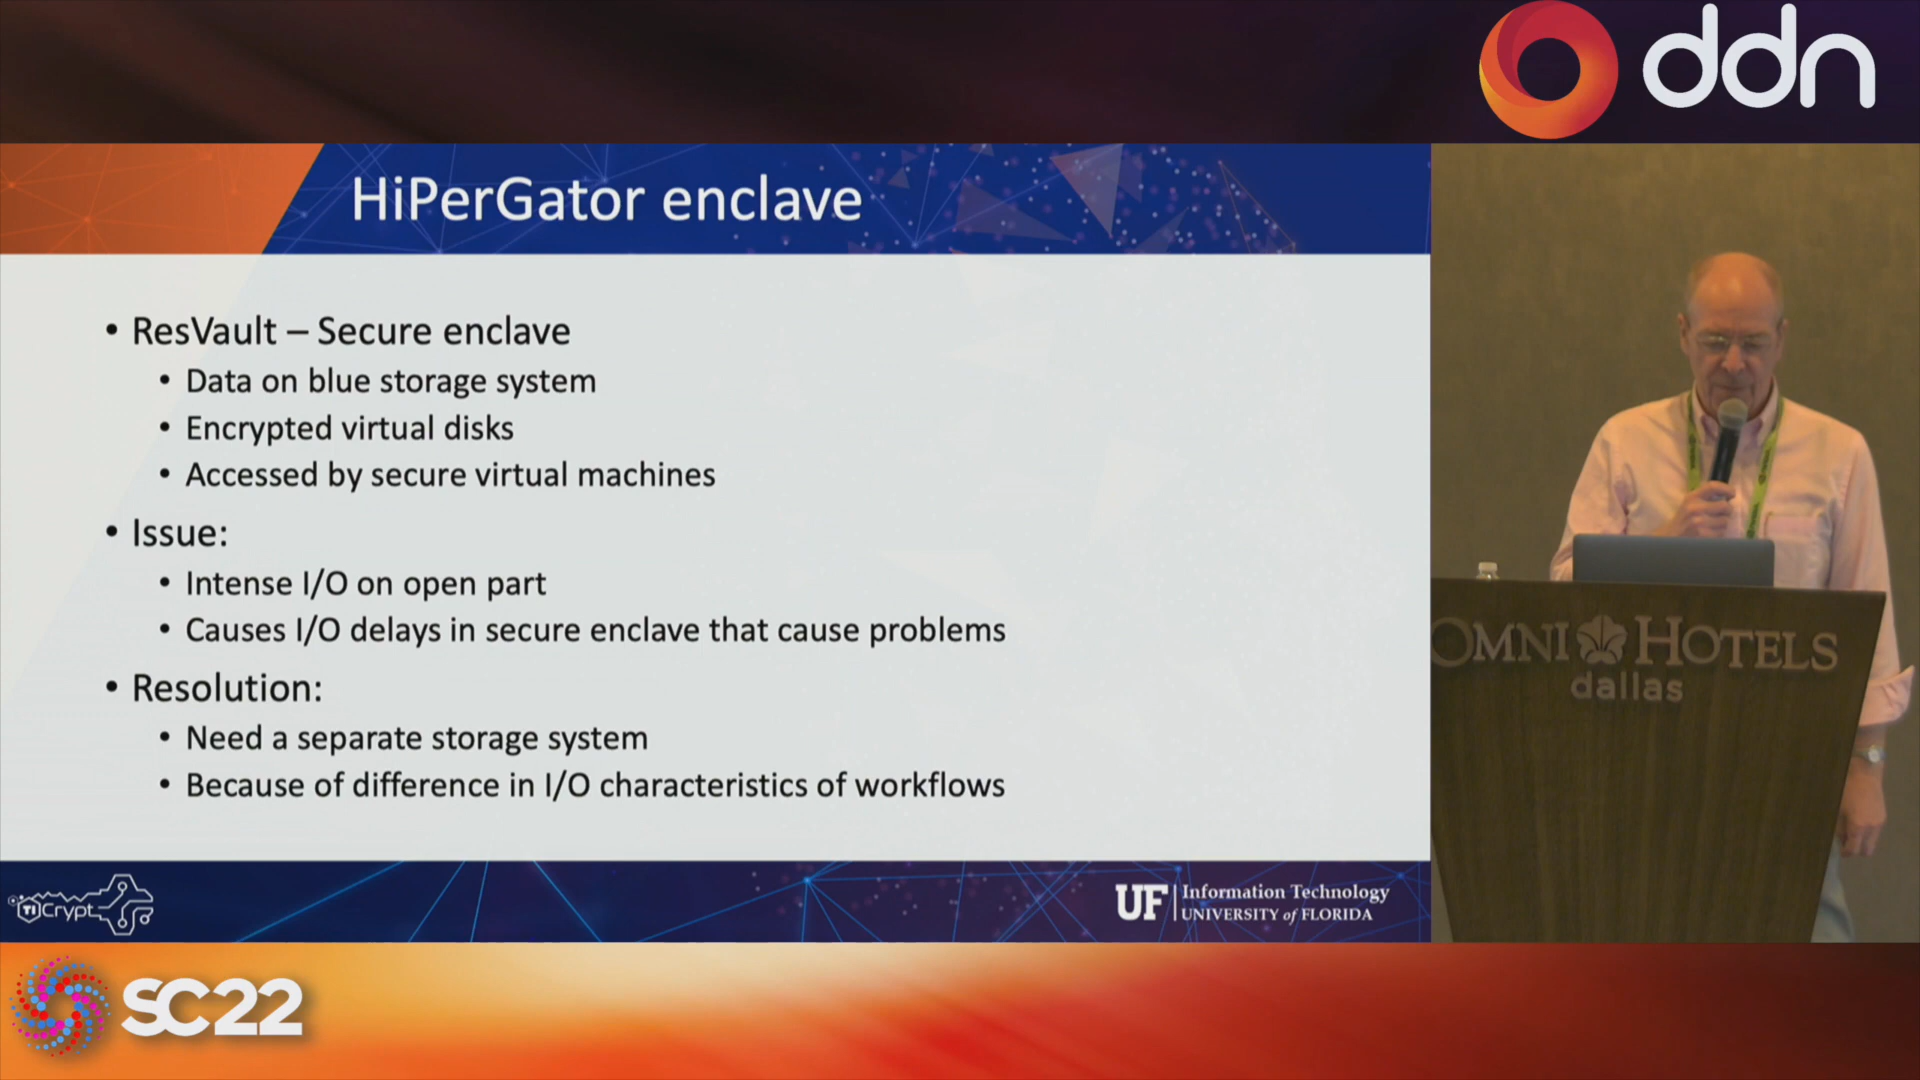 ddn
HiPerGator enclave
• ResVault – Secure enclave
• Data on blue storage system
• Encrypted virtual disks
• Accessed by secure virtual machines
• Issue:
• Intense I/O on open part
• Causes I/O delays in secure enclave that cause problems
• Resolution:
• Need a separate storage system
• Because of difference in I/O characteristics of workflows
OMNI HOTELS
dallas
TiCrypt
UF Information Technology
UNIVERSITY of FLORIDA
SC22